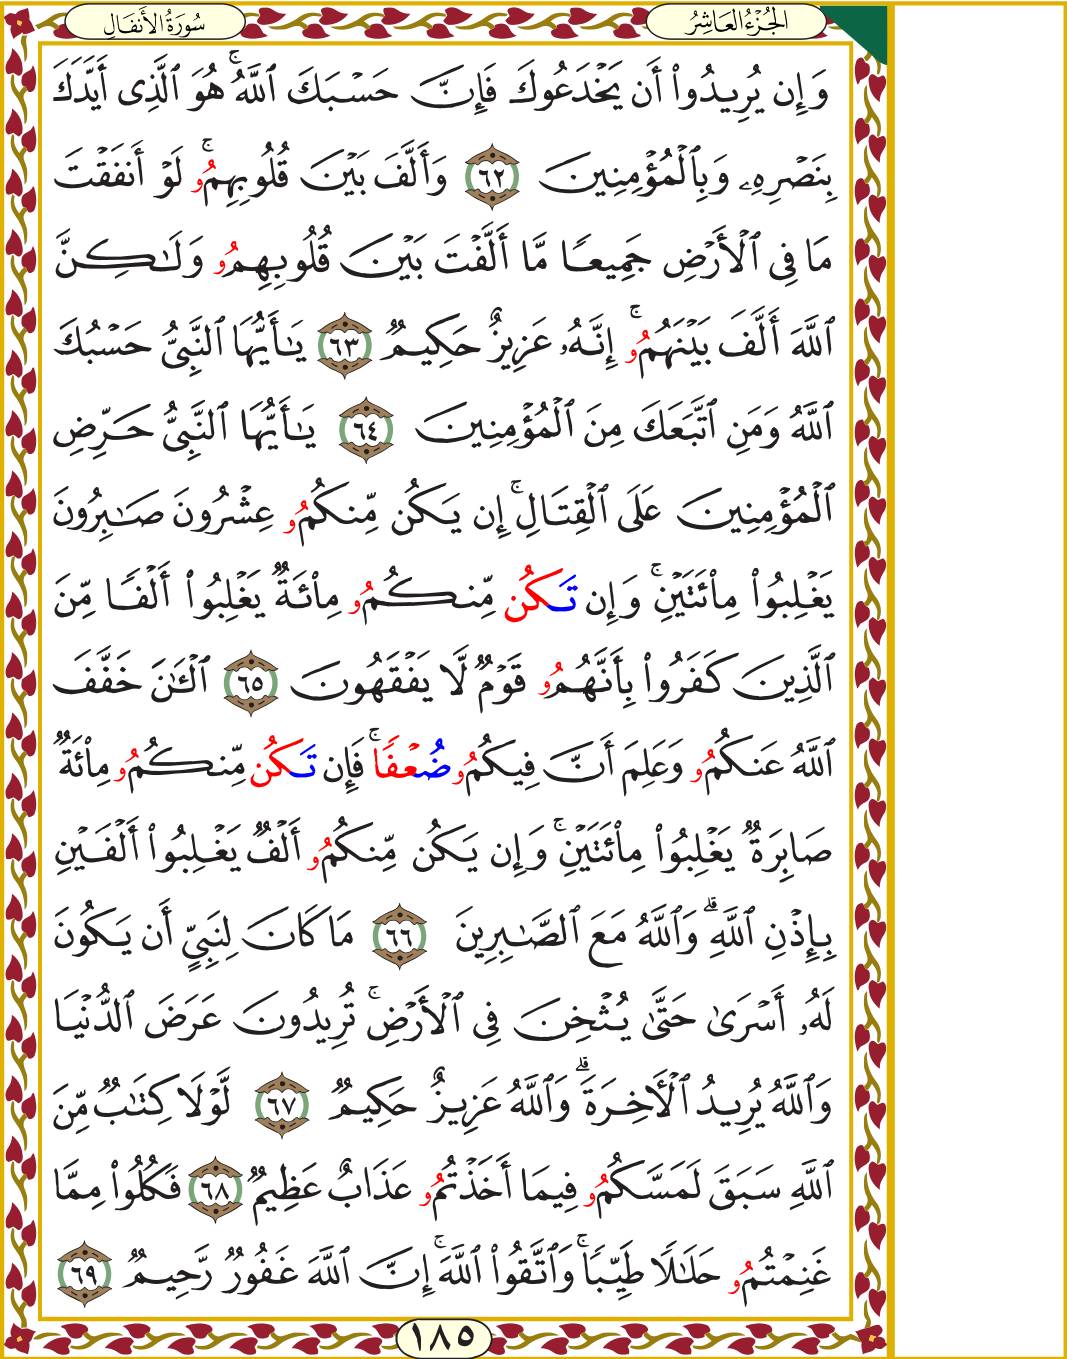 الجُزْءُ العَاشِرُ
سُورَةُ الأَنفَالِ
وَإِن يُرِيدُوا۟ أَن يَخْدَعُوكَ فَإِنَّ حَسْبَكَ ٱللَّهُ ۚ هُوَ ٱلَّذِى أَيَّدَكَ
بِنَصْرِهِۦ وَبِٱلْمُؤْمِنِينَ ٦٢ وَأَلَّفَ بَيْنَ قُلُوبِهِمُۥ ۚ لَوْ أَنفَقْتَ
مَا فِى ٱلْأَرْضِ جَمِيعًا مَّا أَلَّفْتَ بَيْنَ قُلُوبِهِمُۥ وَلَٰكِنَّ
ٱللَّهَ أَلَّفَ بَيْنَهُمُۥ ۚ إِنَّهُۥ عَزِيزٌ حَكِيمٌ ٦٣ يَٰأَيُّهَا ٱلنَّبِىُّ حَسْبُكَ
ٱللَّهُ وَمَنِ ٱتَّبَعَكَ مِنَ ٱلْمُؤْمِنِينَ ٦٤ يَٰأَيُّهَا ٱلنَّبِىُّ حَرِّضِ
ٱلْمُؤْمِنِينَ عَلَى ٱلْقِتَالِ ۚ إِن يَكُن مِّنكُمُۥ عِشْرُونَ صَٰبِرُونَ
يَغْلِبُوا۟ مِا۟ئَتَيْنِ ۚ وَإِن تَكُن مِّنكُمُۥ مِا۟ئَةٌ يَغْلِبُوا۟ أَلْفًا مِّنَ
ٱلَّذِينَ كَفَرُوا۟ بِأَنَّهُمُۥ قَوْمٌ لَّا يَفْقَهُونَ ٦٥ ٱلْـَٰٔنَ خَفَّفَ
ٱللَّهُ عَنكُمُۥ وَعَلِمَ أَنَّ فِيكُمُۥ ضُعْفًا ۚ فَإِن تَكُن مِّنكُمُۥ مِا۟ئَةٌ
صَابِرَةٌ يَغْلِبُوا۟ مِا۟ئَتَيْنِ ۚ وَإِن يَكُن مِّنكُمُۥ أَلْفٌ يَغْلِبُوا۟ أَلْفَيْنِ
بِإِذْنِ ٱللَّهِ ۗ وَٱللَّهُ مَعَ ٱلصَّٰبِرِينَ ٦٦ مَا كَانَ لِنَبِىٍّ أَن يَكُونَ
لَهُۥ أَسْرَىٰ حَتَّىٰ يُثْخِنَ فِى ٱلْأَرْضِ ۚ تُرِيدُونَ عَرَضَ ٱلدُّنْيَا
وَٱللَّهُ يُرِيدُ ٱلْأَخِرَةَ ۗ وَٱللَّهُ عَزِيزٌ حَكِيمٌ ٦٧ لَّوْلَا كِتَٰبٌ مِّنَ
ٱللَّهِ سَبَقَ لَمَسَّكُمُۥ فِيمَا أَخَذْتُمُۥ عَذَابٌ عَظِيمٌ ٦٨ فَكُلُوا۟ مِمَّا
غَنِمْتُمُۥ حَلَٰلًا طَيِّبًا ۚ وَٱتَّقُوا۟ ٱللَّهَ ۚ إِنَّ ٱللَّهَ غَفُورٌ رَّحِيمٌ ٦٩
١٨٥